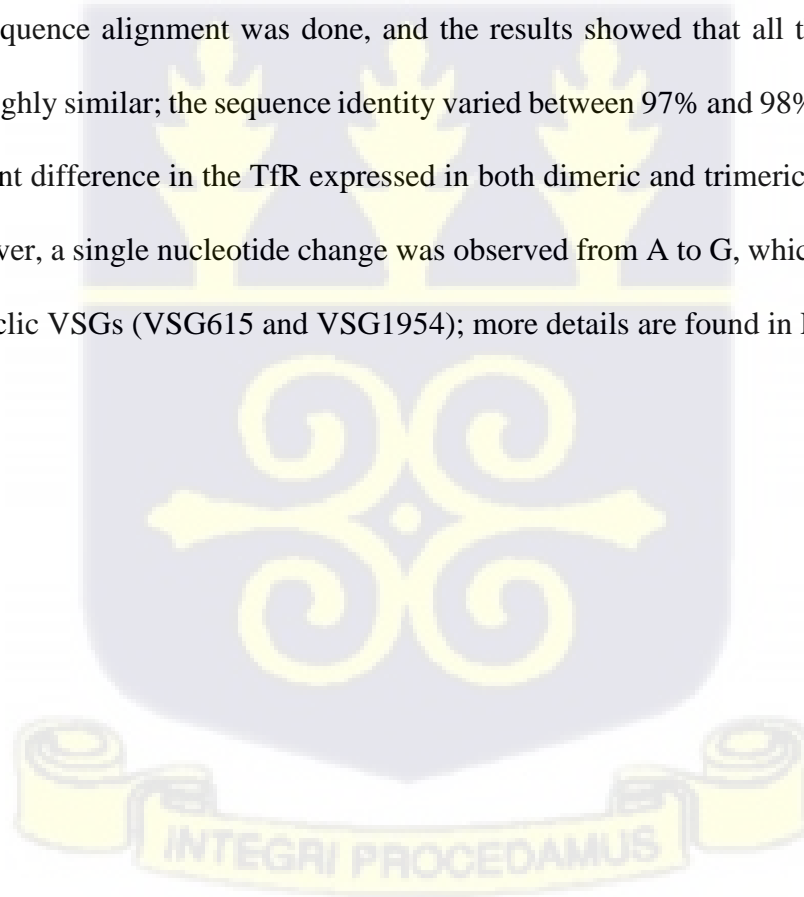 quence alignment was done, and the results showed that all t
ghly similar; the sequence identity varied between 97% and 98%
nt difference in the TfR expressed in both dimeric and trimeric
ver, a single nucleotide change was observed from A to G, whic
clic VSGs (VSG615 and VSG1954); more details are found in
INTEGRI PROCEDAMUS